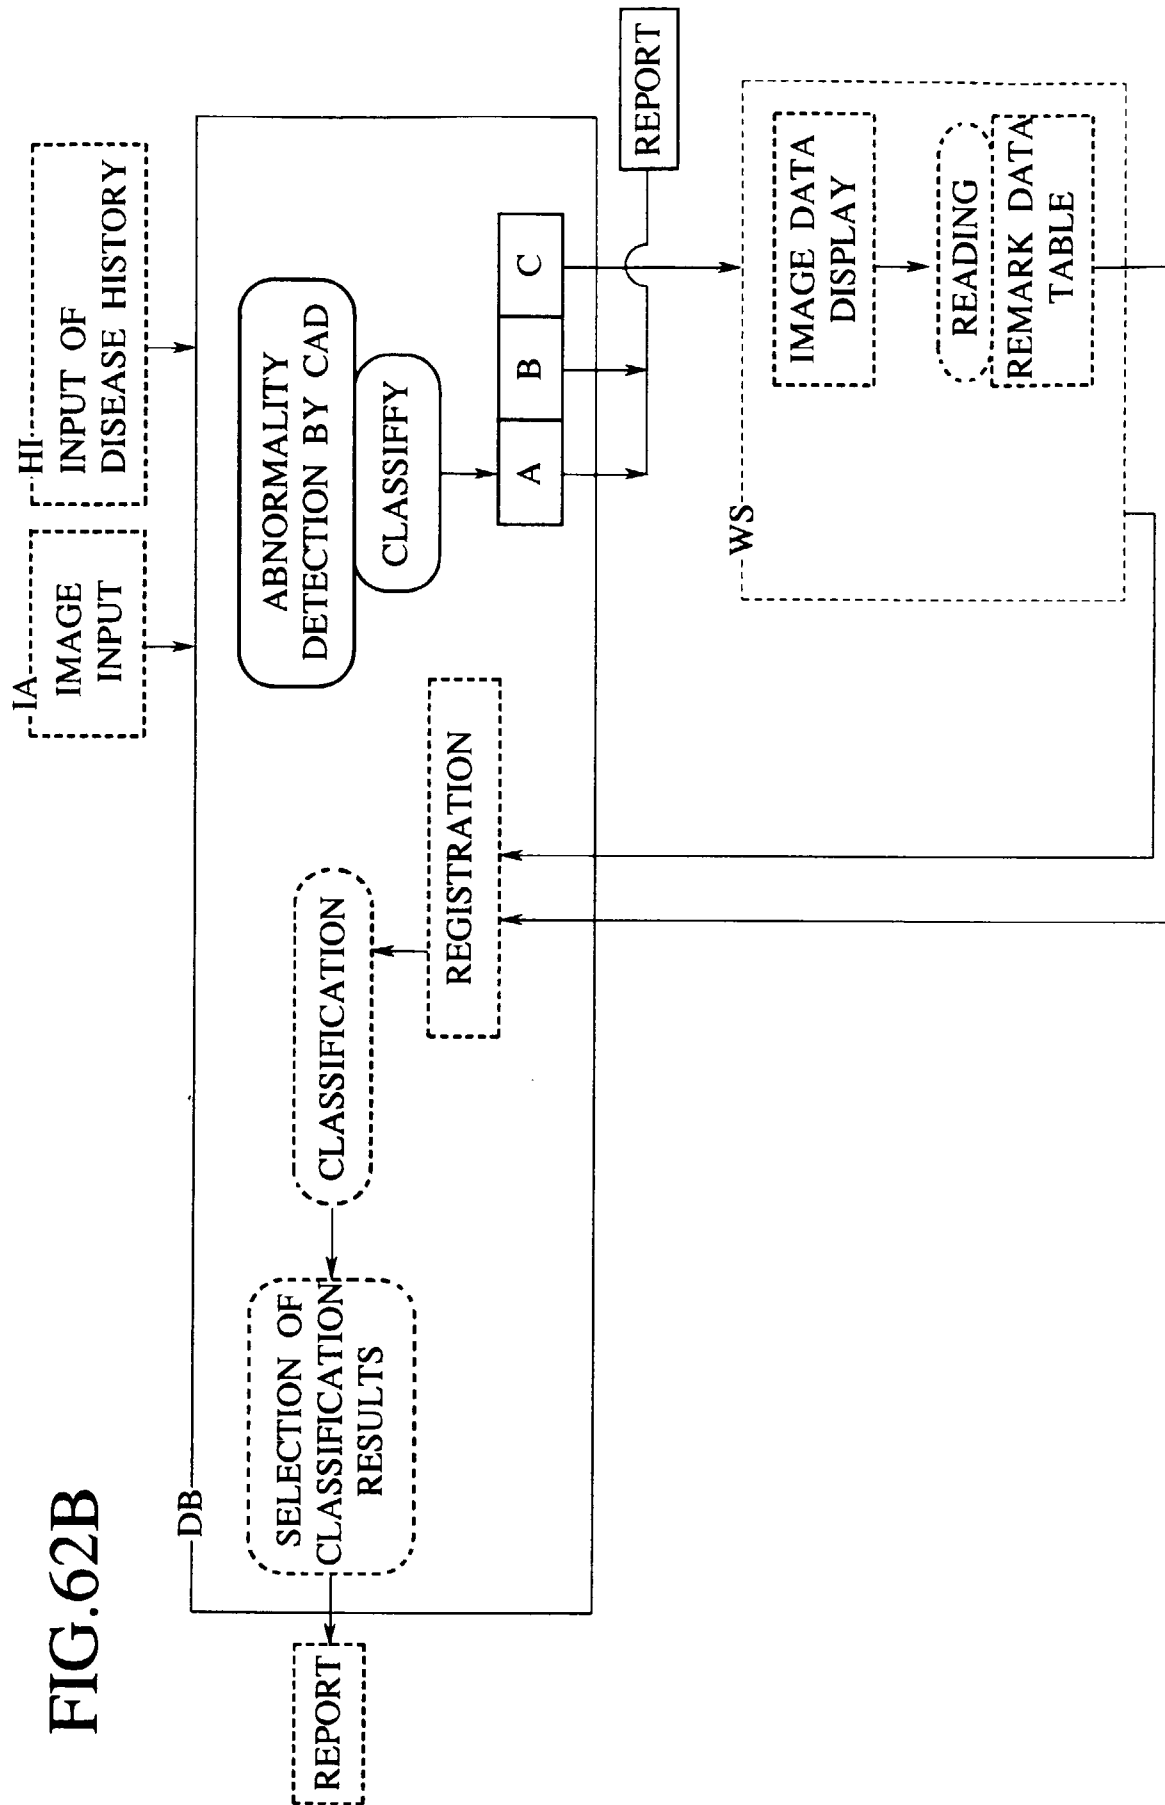 FIG.62B
IA
IMAGE
INPUT
HI
INPUT OF
DISEASE HISTORY
DB
ABNORMALITY
DETECTION BY CAD
CLASSIFFY
A
B
C
REPORT
WS
IMAGE DATA
DISPLAY
READING
REMARK DATA
TABLE
REGISTRATION
CLASSIFICATION
SELECTION OF
CLASSIFICATION
RESULTS
REPORT